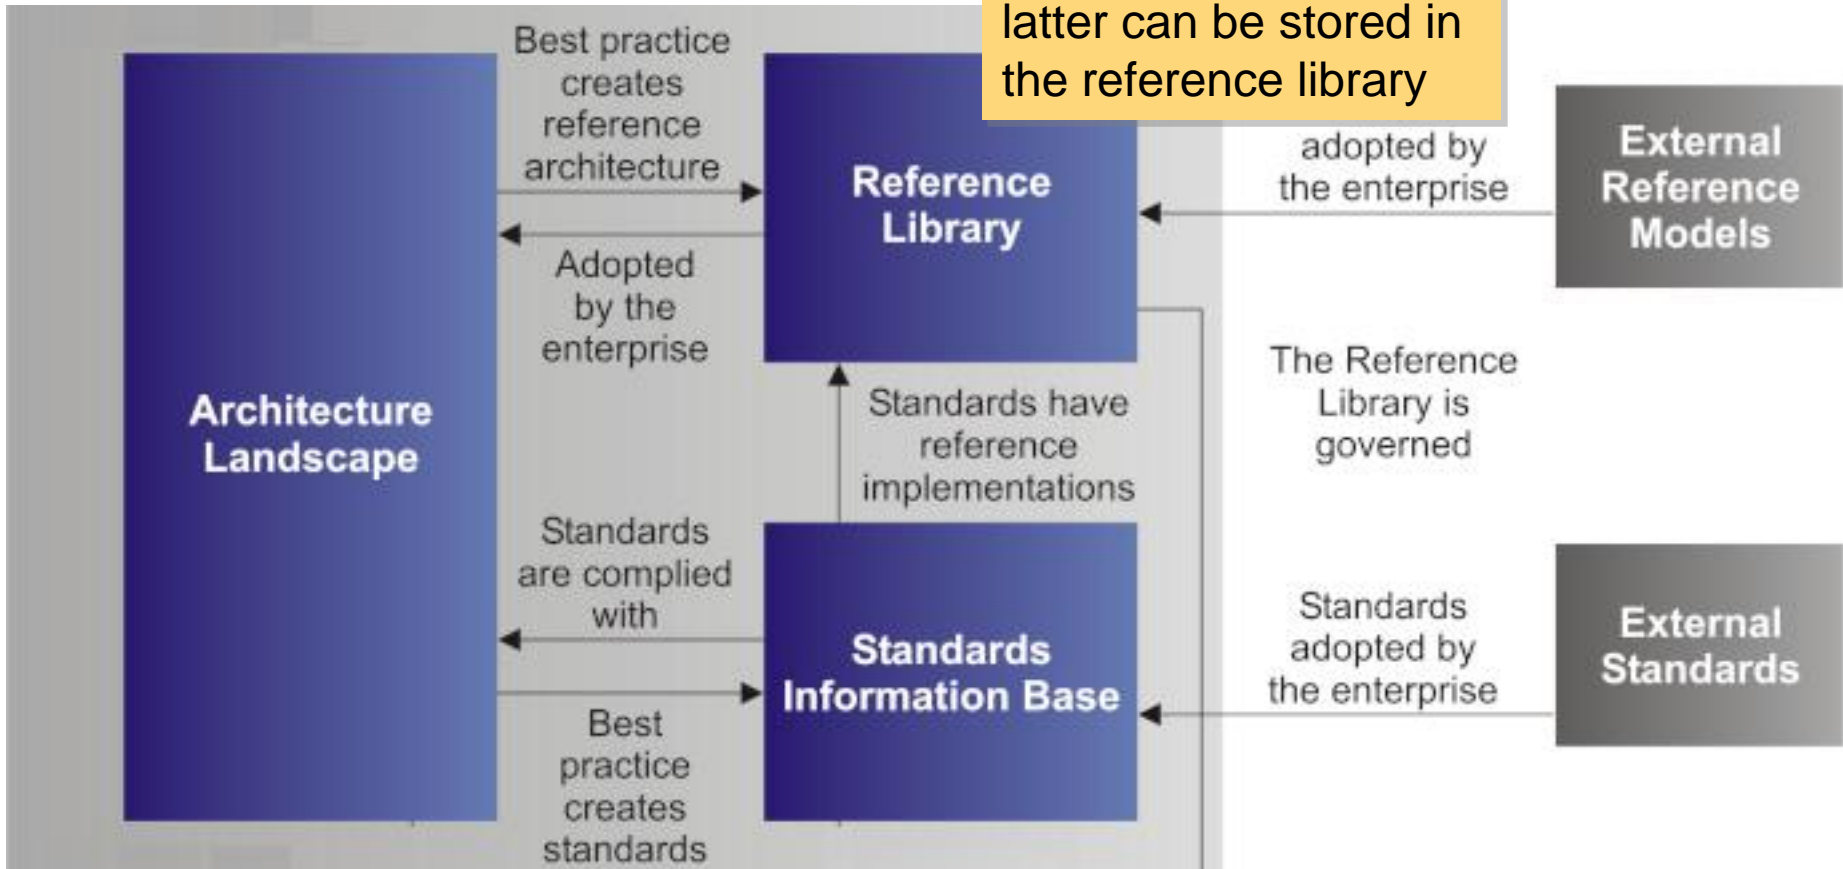 latter can be stored in
the reference library
Best practice
creates
reference
architecture
Reference
Library
adopted by
the enterprise
External
Reference
Models
Adopted
by the
enterprise
Architecture
Landscape
Standards have
reference
implementations
The Reference
Library is
governed
Standards
are complied
with
Standards
Information Base
Standards
adopted by
the enterprise
External
Standards
Best
practice
creates
standards